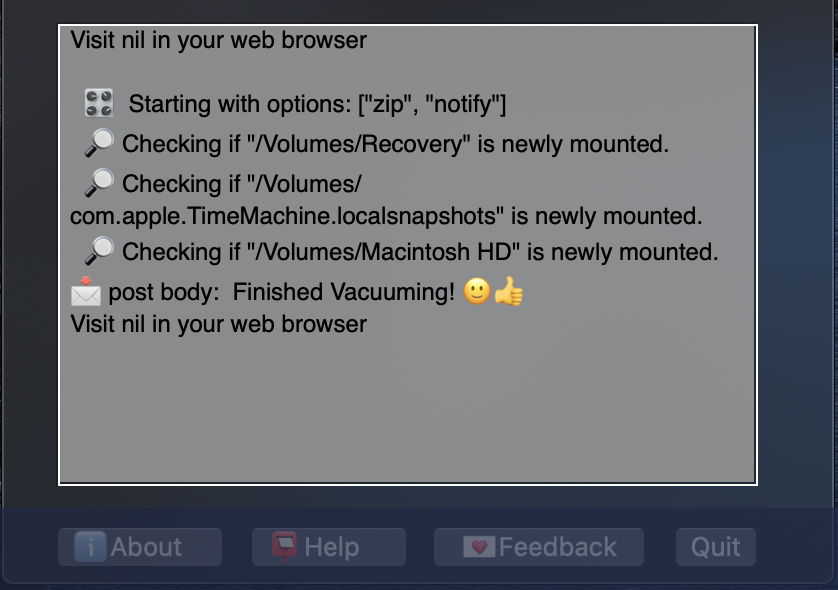 Visit nil in your web browser
🎛 Starting with options: ["zip", "notify"]
🔎 Checking if "/Volumes/Recovery" is newly mounted.
🔎 Checking if "/Volumes/
com.apple.TimeMachine.localsnapshots" is newly mounted.
🔎 Checking if "/Volumes/Macintosh HD" is newly mounted.
📩 post body:  Finished Vacuuming! 🙂👍
Visit nil in your web browser
ℹ️ About
📮 Help
💌 Feedback
Quit